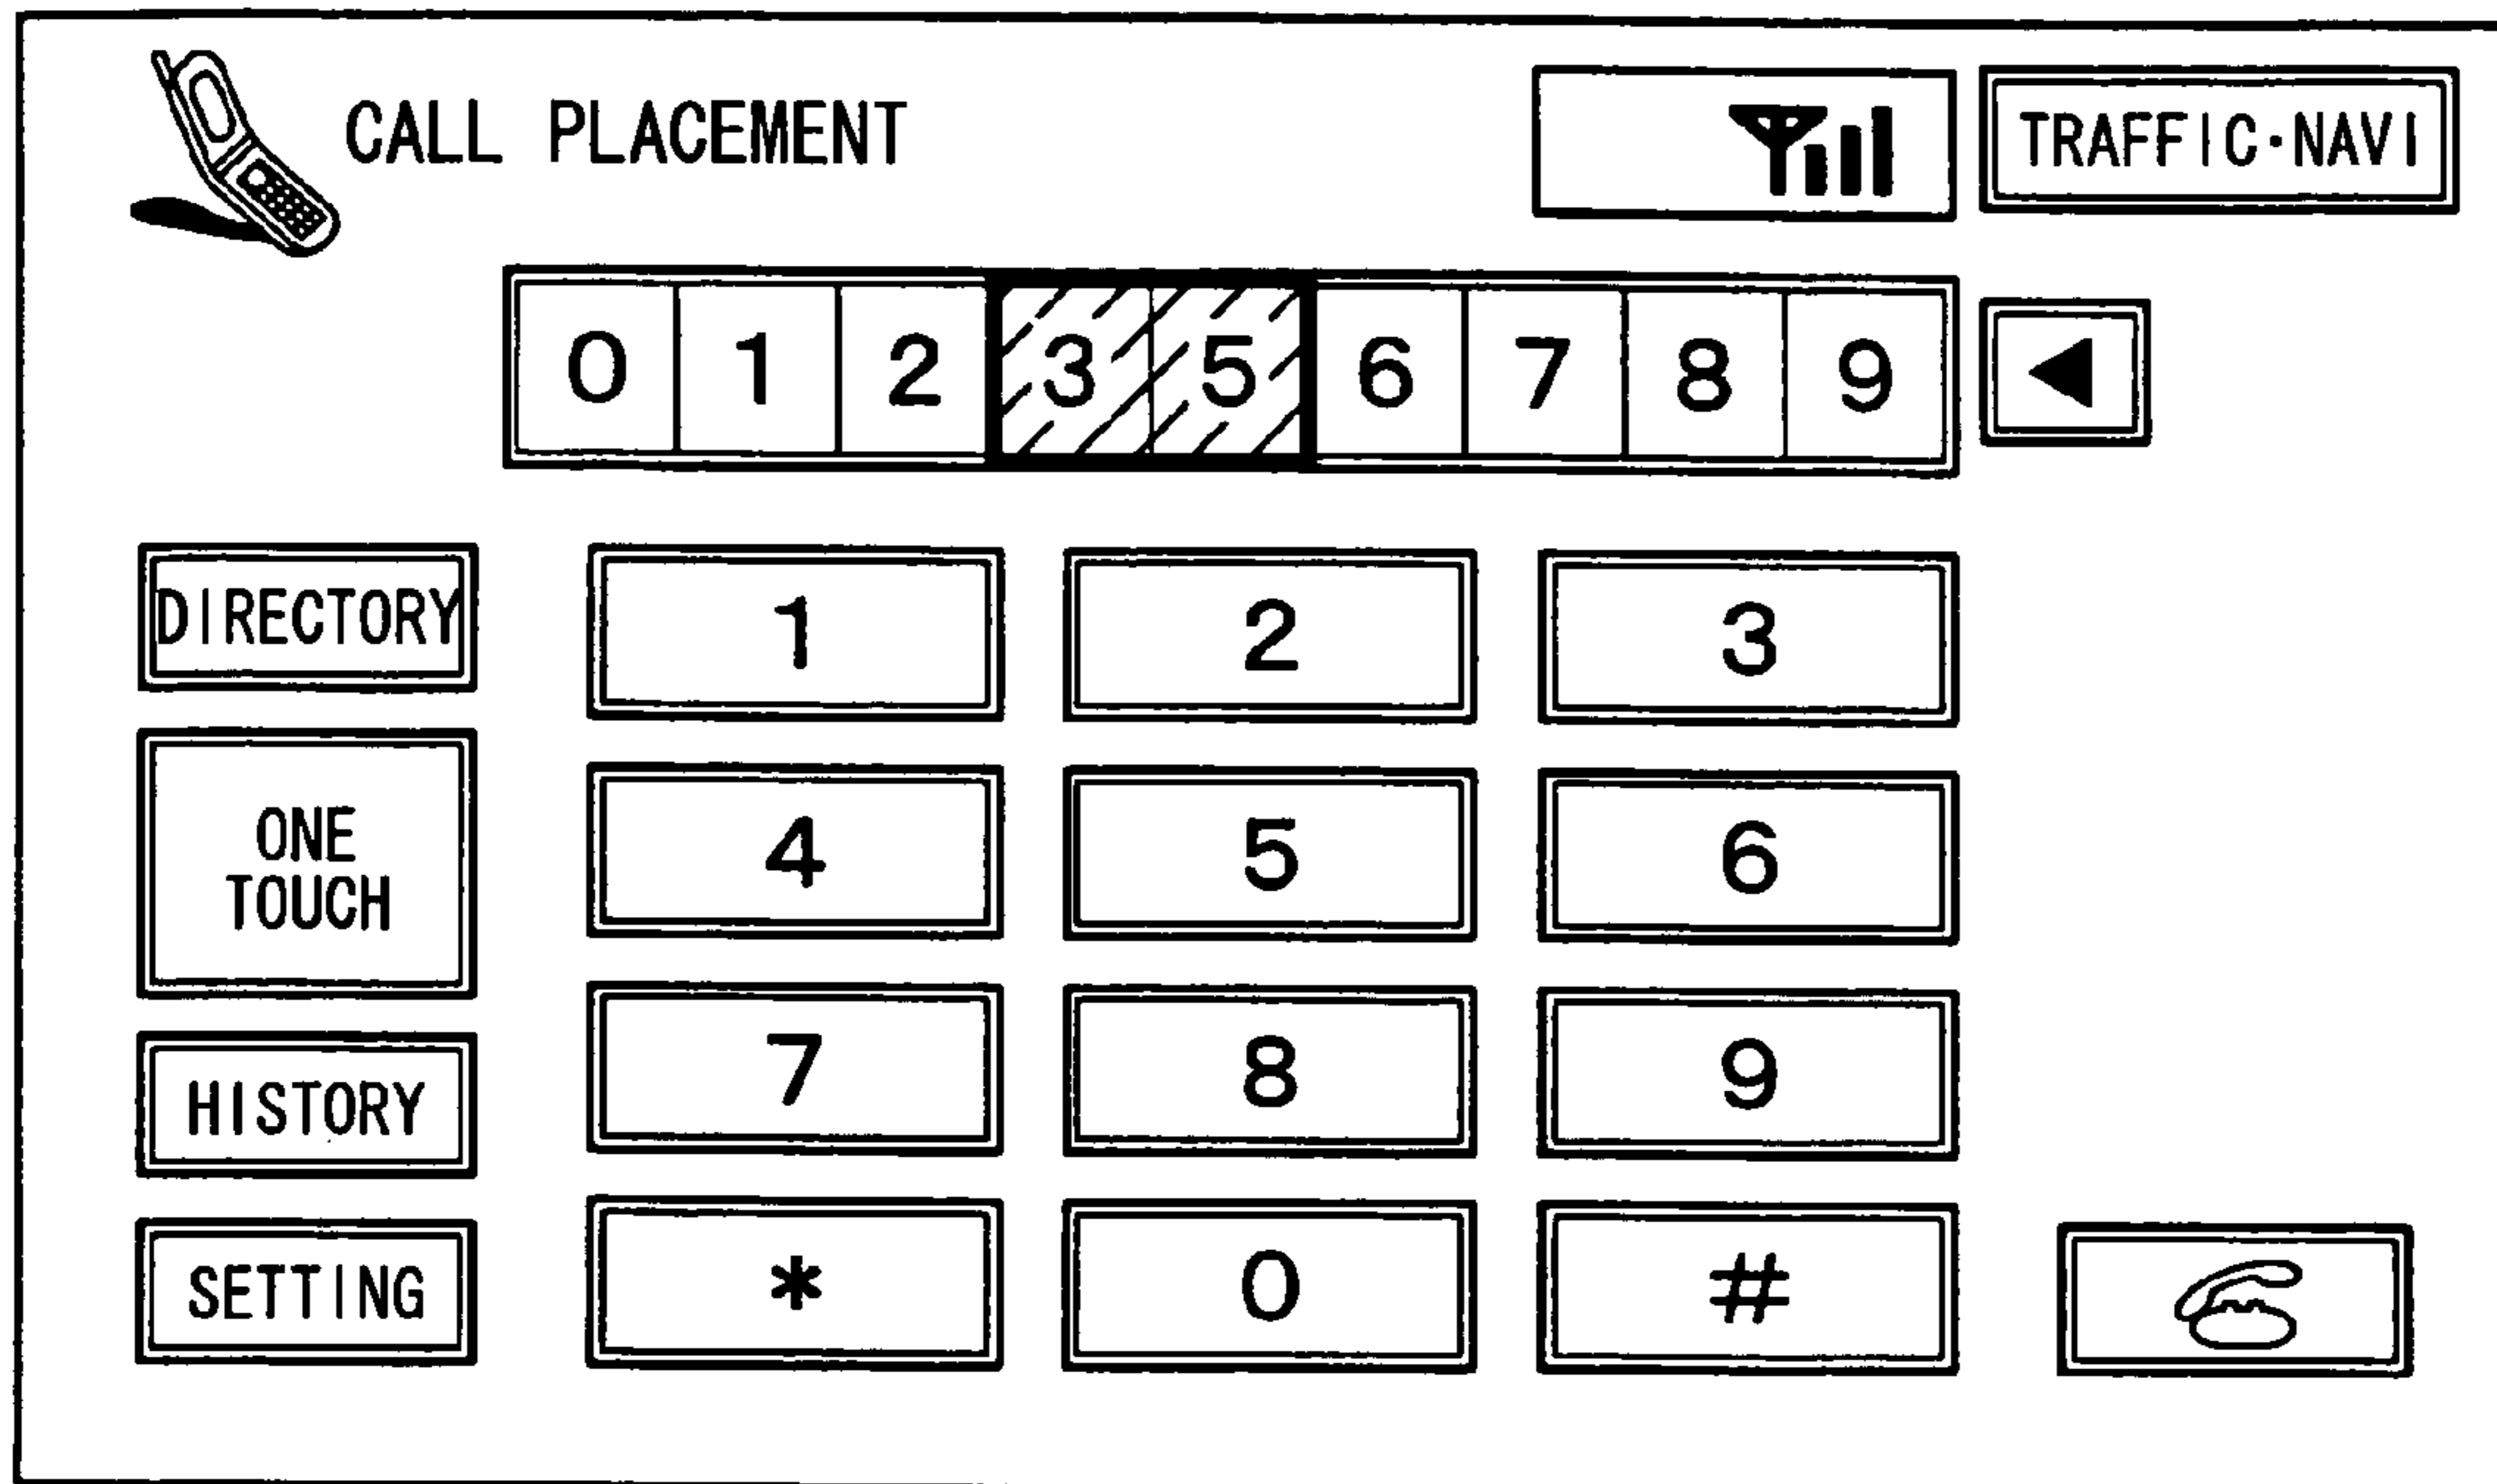 CALL PLACEMENT
TRAFFIC・NAVI
0 1 2 3 5 6 7 8 9
DIRECTORY
1 2 3
ONE
TOUCH
4 5 6
HISTORY
7 8 9
SETTING
* 0 #